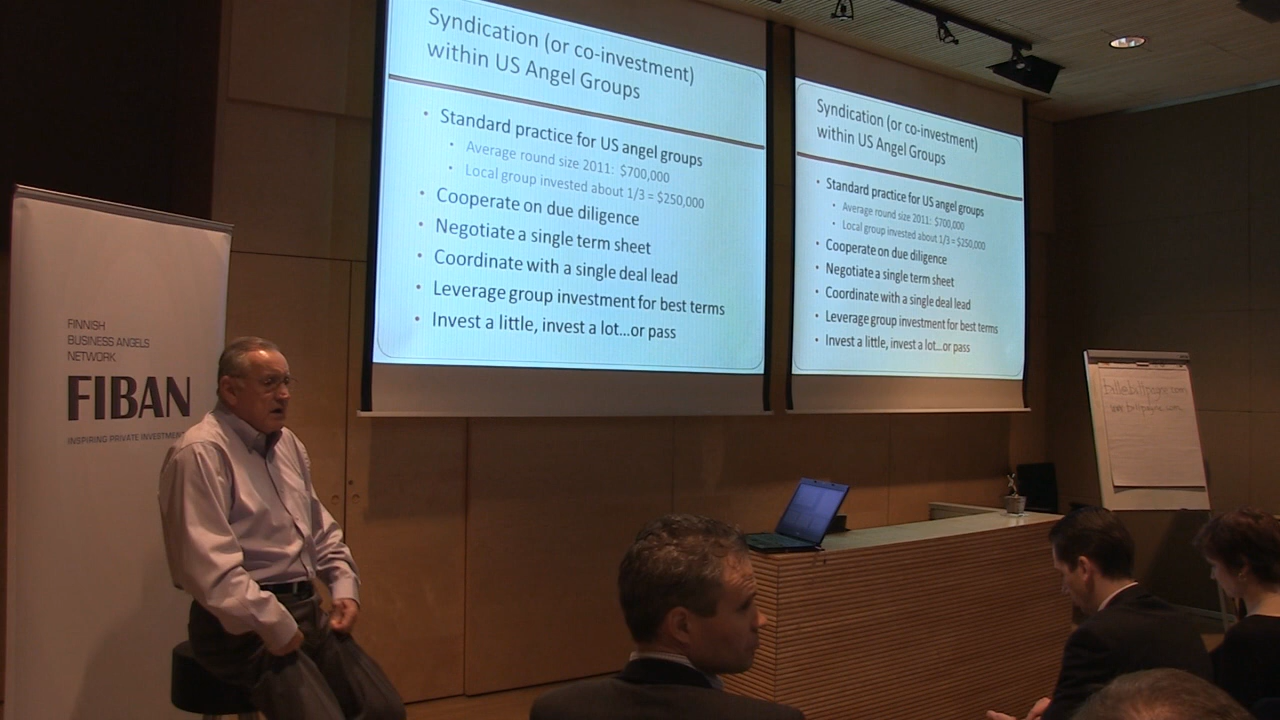 Syndication (or co-investment)
within US Angel Groups
• Standard practice for US angel groups
• Average round size 2011: $700,000
• Local group invested about 1/3 = $250,000
• Cooperate on due diligence
• Negotiate a single term sheet
• Coordinate with a single deal lead
• Leverage group investment for best terms
• Invest a little, invest a lot...or pass
Syndication (or co-investment)
within US Angel Groups
• Standard practice for US angel groups
• Average round size 2011: $700,000
• Local group invested about 1/3 = $250,000
• Cooperate on due diligence
• Negotiate a single term sheet
• Coordinate with a single deal lead
• Leverage group investment for best terms
• Invest a little, invest a lot...or pass
FINNISH
BUSINESS ANGELS
NETWORK
FIBAN
INSPIRING PRIVATE INVESTMENT
bill@billpayne.com
www.billpayne.com